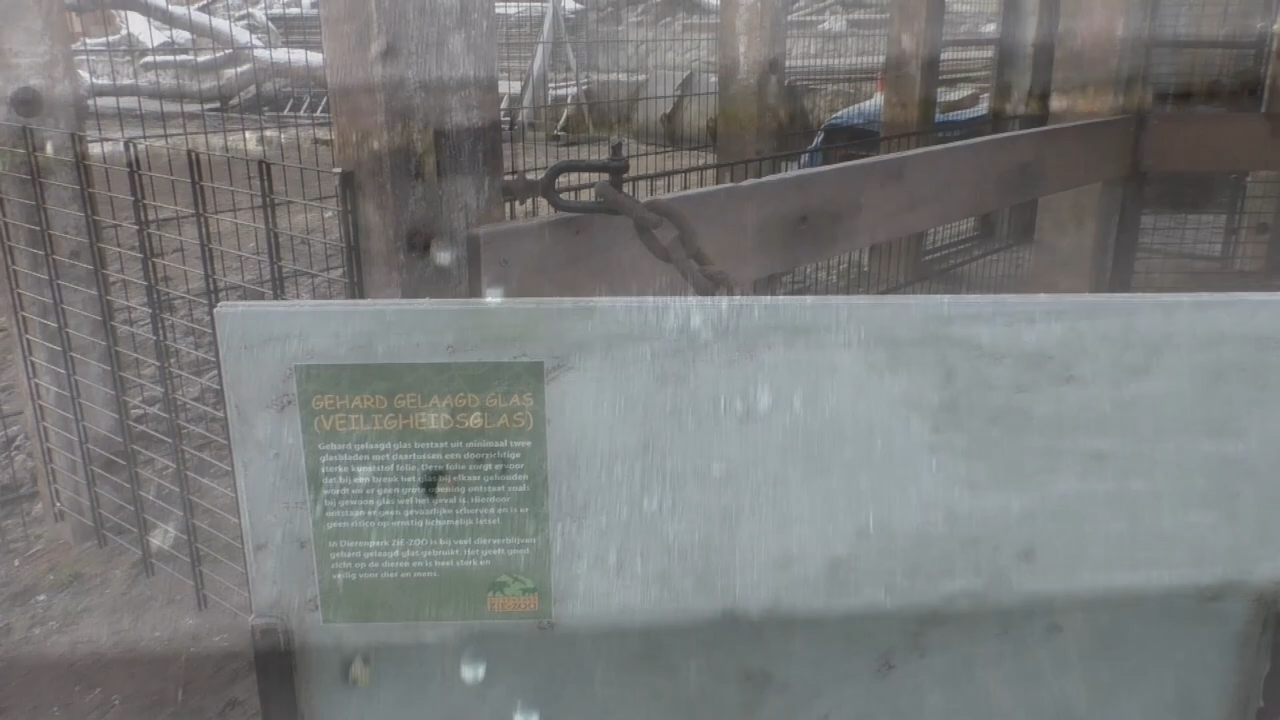 GEHARD GELAAGD GLAS
(VEILIGHEIDSGLAS)
Gehard gelaagd glas bestaat uit minimaal twee
glasbladen met daartussen een doorzichtige
sterke kunststof folie. Deze folie zorgt ervoor
dat bij een breuk het glas bij elkaar gehouden
wordt en er geen grote opening ontstaat zoals
bij gewoon glas wel het geval is. Hierdoor
ontstaan er geen gevaarlijke scherven en is er
geen risico op ernstig lichamelijk letsel.
In Dierenpark ZIE-ZOO is bij veel dierverblijven
gehard gelaagd glas gebruikt. Het geeft goed
zicht op de dieren en is heel sterk en
veilig voor dier en mens.
ZIE-ZOO